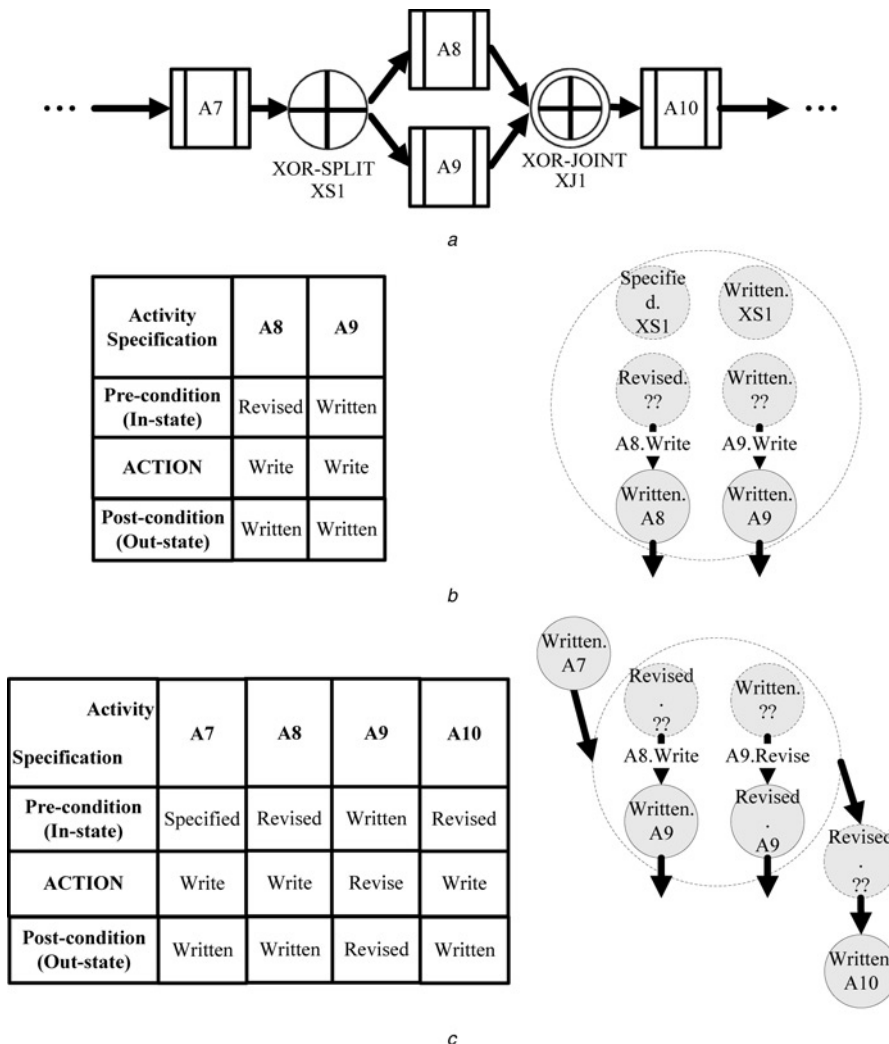 A8
... A7 A10 ...
XOR-SPLIT
XS1
A9
XOR-JOINT
XJ1
a
Activity
Specification
A8
A9
Pre-condition
(In-state)
Revised
Written
ACTION
Write
Write
Post-condition
(Out-state)
Written
Written
Specifie
d.
XS1
Written.
XS1
Revised.
??
Written.
??
A8.Write
A9.Write
Written.
A8
Written.
A9
b
Activity
Specification
A7
A8
A9
A10
Pre-condition
(In-state)
Specified
Revised
Written
Revised
ACTION
Write
Write
Revise
Write
Post-condition
(Out-state)
Written
Written
Revised
Written
Written.
A7
Revised
.
??
Written.
??
A8.Write
A9.Revise
Written.
A9
Revised
.
A9
Revised
.
??
Written.
A10
c